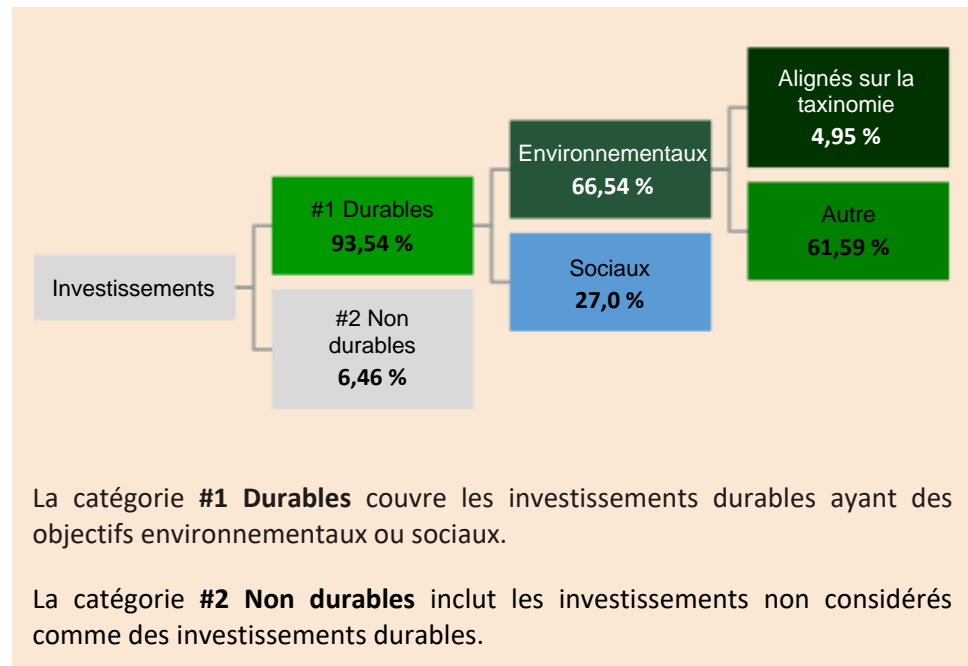 Investissements
#1 Durables
93,54 %
#2 Non
durables
6,46 %
Environnementaux
66,54 %
Sociaux
27,0 %
Alignés sur la
taxinomie
4,95 %
Autre
61,59 %
La catégorie #1 Durables couvre les investissements durables ayant des
objectifs environnementaux ou sociaux.
La catégorie #2 Non durables inclut les investissements non considérés
comme des investissements durables.